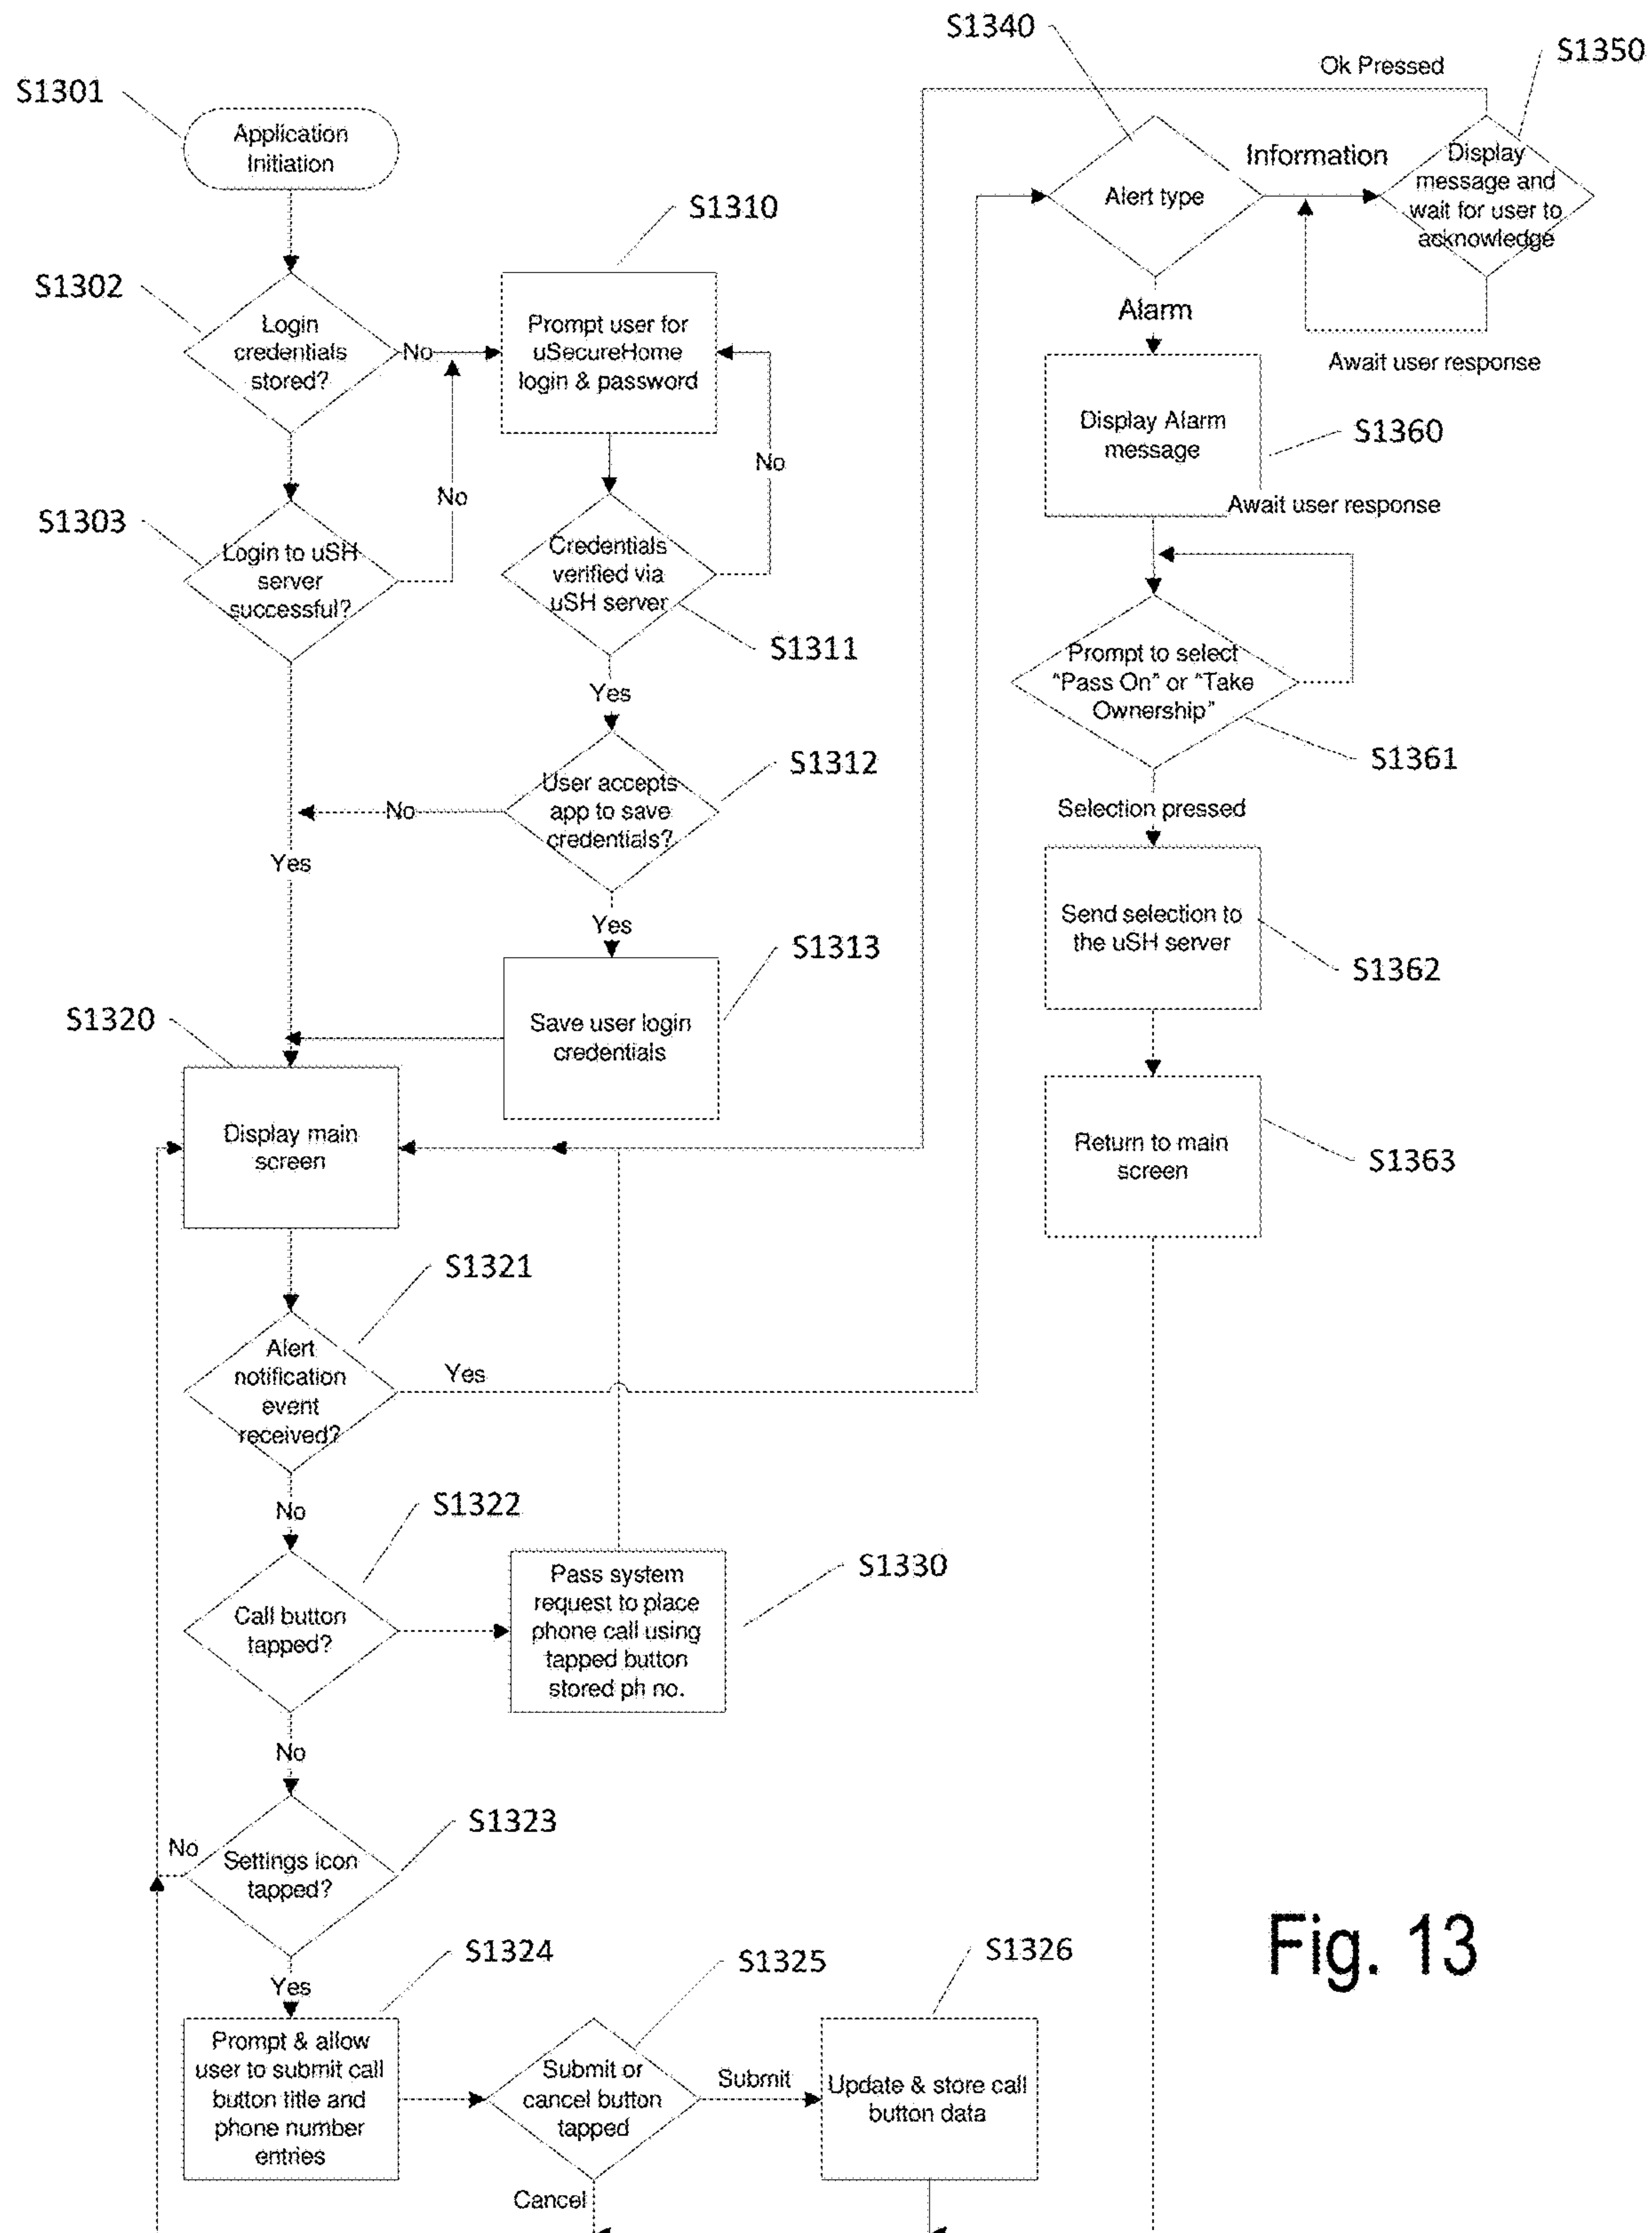 S1301
Application
Initiation
S1302
Login
credentials
stored?
No
S1310
Prompt user for
uSecureHome
login & password
No
S1303
Login to uSH
server
successful?
No
Credentials
verified via
uSH server
S1311
Yes
User accepts
app to save
credentials?
S1312
No
Yes
Yes
Save user login
credentials
S1313
S1320
Display main
screen
S1321
Alert
notification
event
received?
Yes
No
S1322
Call button
tapped?
Pass system
request to place
phone call using
tapped button
stored ph no.
S1330
No
S1323
Settings icon
tapped?
No
Yes
S1324
Prompt & allow
user to submit call
button title and
phone number
entries
S1325
Submit or
cancel button
tapped
Submit
Cancel
S1326
Update & store call
button data
S1340
Alert type
Information
Ok Pressed
S1350
Display
message and
wait for user to
acknowledge
Await user response
Alarm
Display Alarm
message
S1360
Await user response
Prompt to select
"Pass On" or "Take
Ownership"
S1361
Selection pressed
Send selection to
the uSH server
S1362
Return to main
screen
S1363
Fig. 13